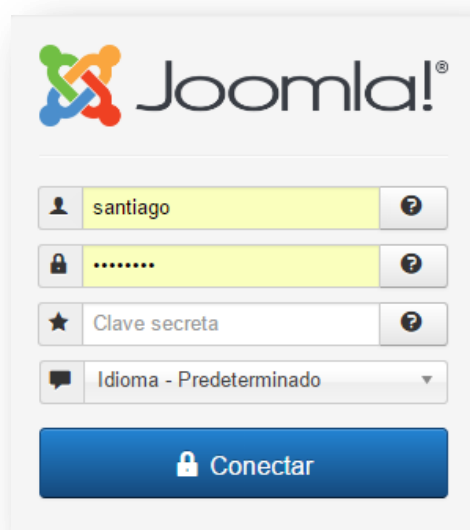 Joomla!®
santiago
••••••••
Clave secreta
Idioma - Predeterminado
Conectar